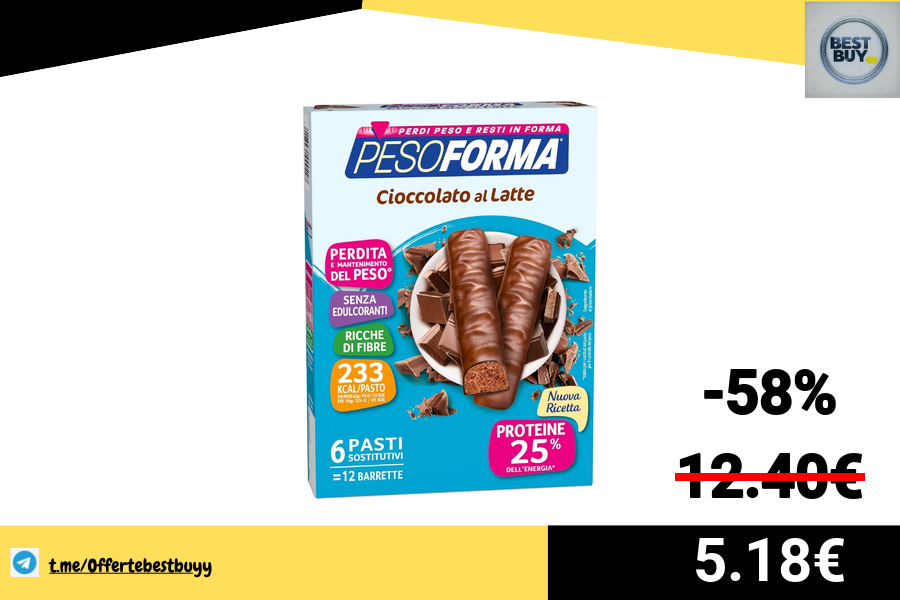 BEST
BUY
PERDI PESO E RESTI IN FORMA
PESOFORMA
Cioccolato al Latte
PERDITA
E MANTENIMENTO
DEL PESO*
SENZA
EDULCORANTI
RICCHE
DI FIBRE
233
KCAL/PASTO
Nuova
Ricetta
PROTEINE
25%
DELL'ENERGIA*
6 PASTI
SOSTITUTIVI
=12 BARRETTE
-58%
12.40€
5.18€
t.me/Offertebestbuyy